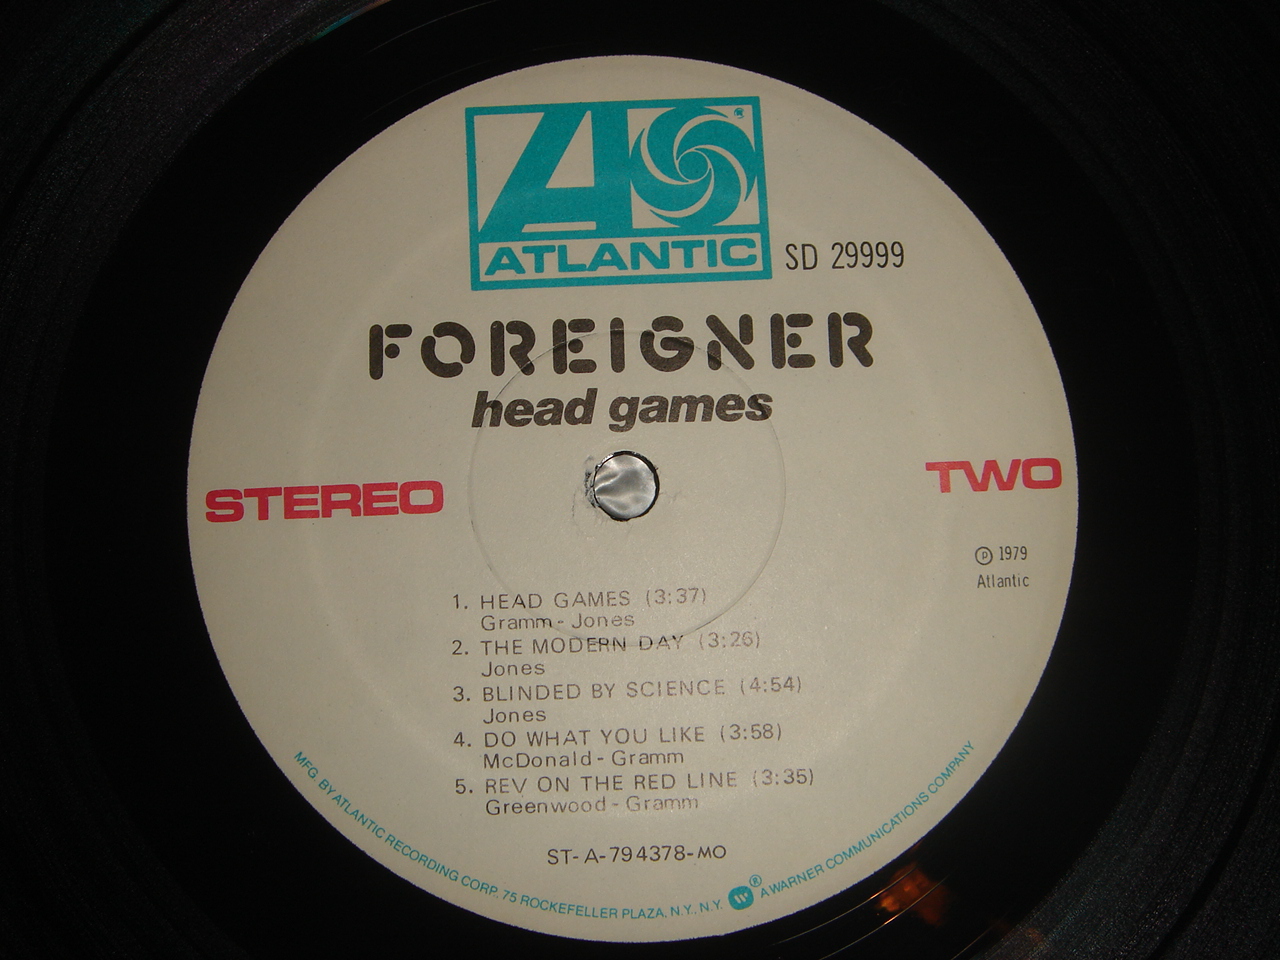 ®
ATLANTIC
SD 29999
FOREIGNER
head games
STEREO
TWO
℗ 1979
Atlantic
1. HEAD GAMES (3:37)
Gramm - Jones
2. THE MODERN DAY (3:26)
Jones
3. BLINDED BY SCIENCE (4:54)
Jones
4. DO WHAT YOU LIKE (3:58)
McDonald - Gramm
5. REV ON THE RED LINE (3:35)
Greenwood - Gramm
ST-A-794378-MO
MFG. BY ATLANTIC RECORDING CORP. 75 ROCKEFELLER PLAZA, N.Y., N.Y. ® A WARNER COMMUNICATIONS COMPANY